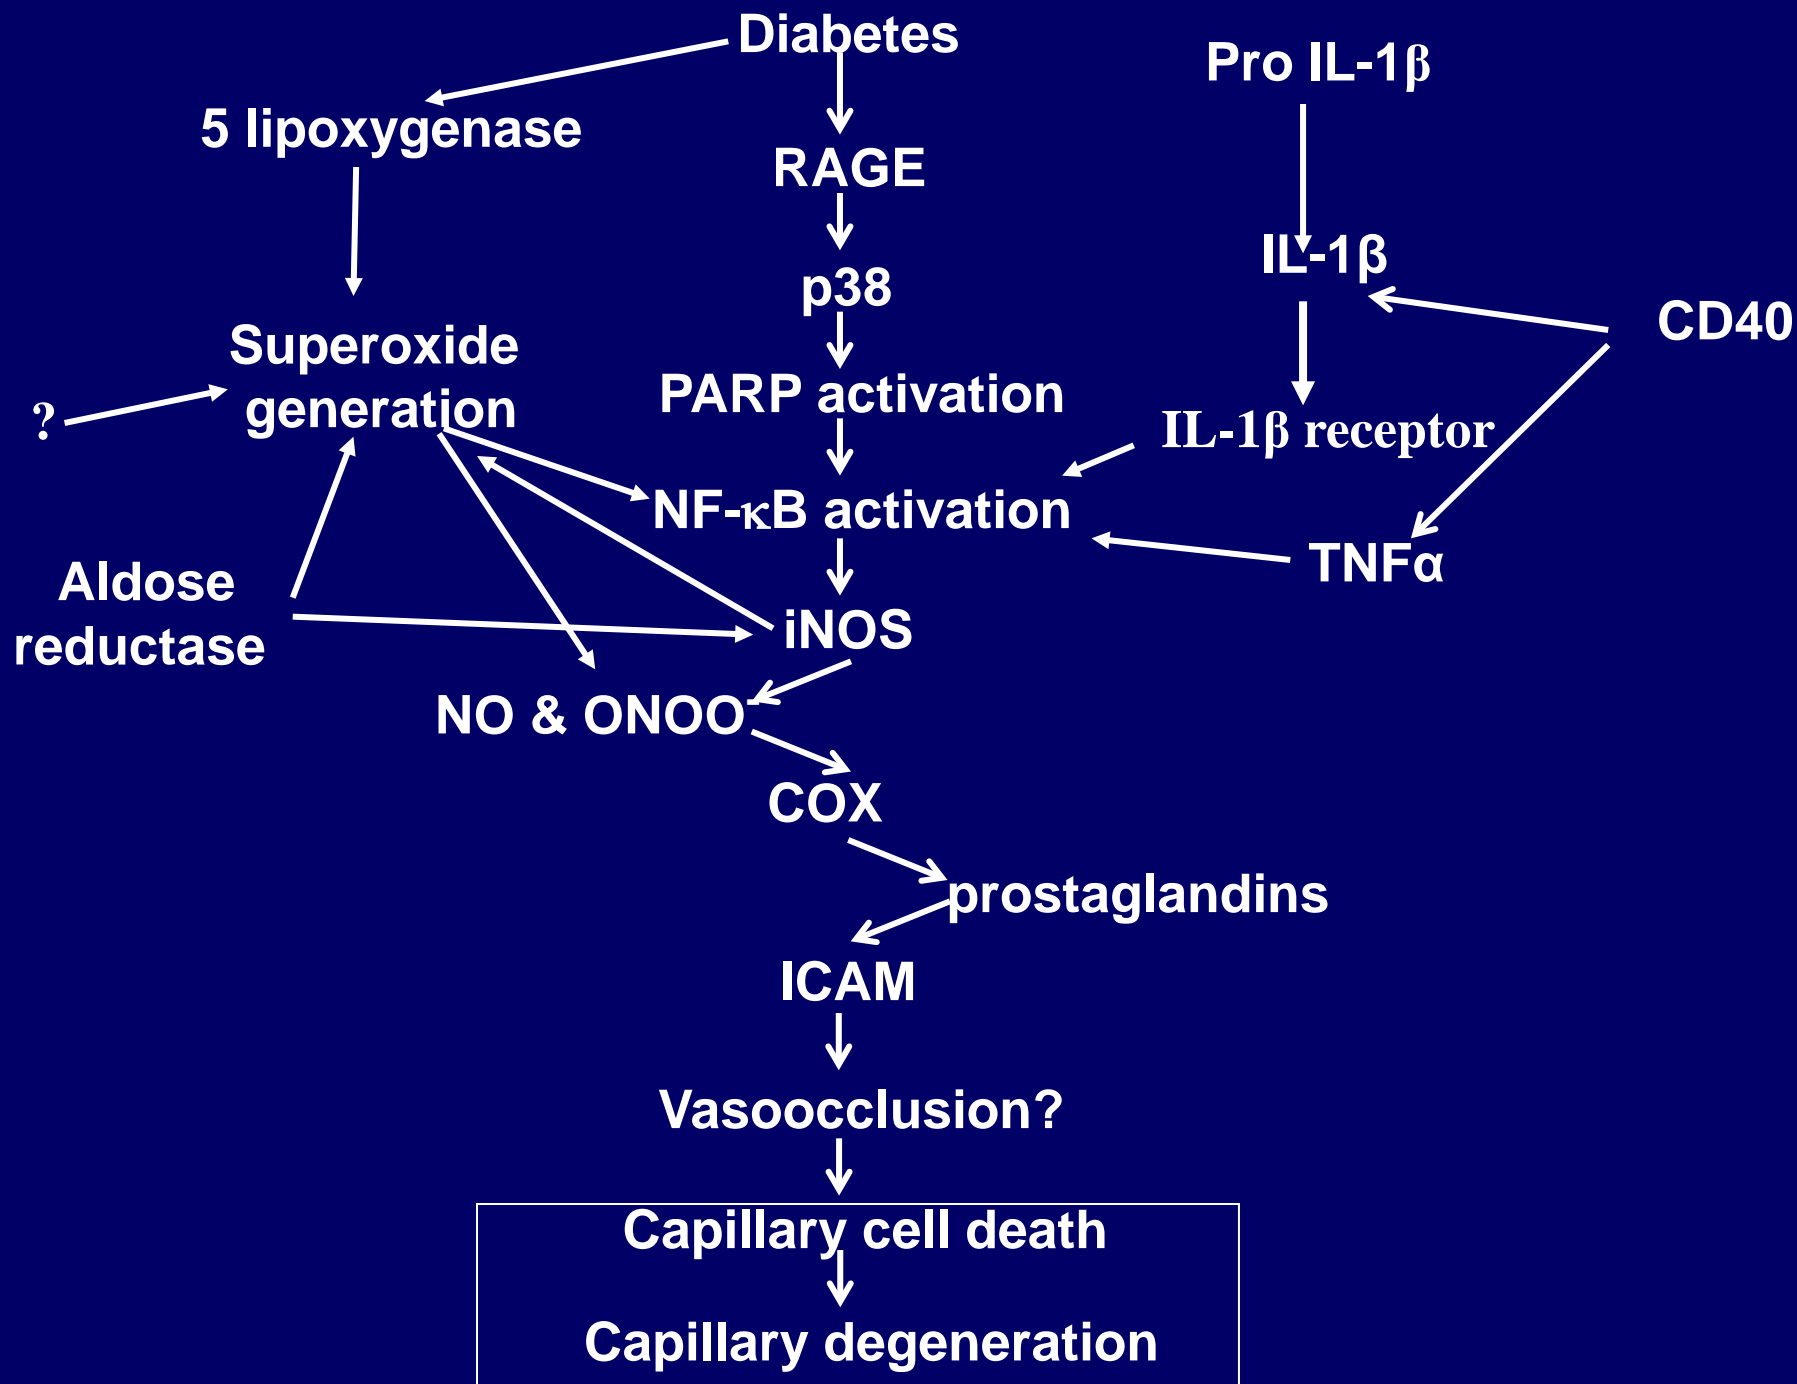 Diabetes
Pro IL-1β
5 lipoxygenase
RAGE
IL-1β
p38
CD40
Superoxide
generation
PARP activation
?
IL-1β receptor
NF-κB activation
TNFα
Aldose
reductase
iNOS
NO & ONOO⁻
COX
prostaglandins
ICAM
Vasoocclusion?
Capillary cell death
Capillary degeneration